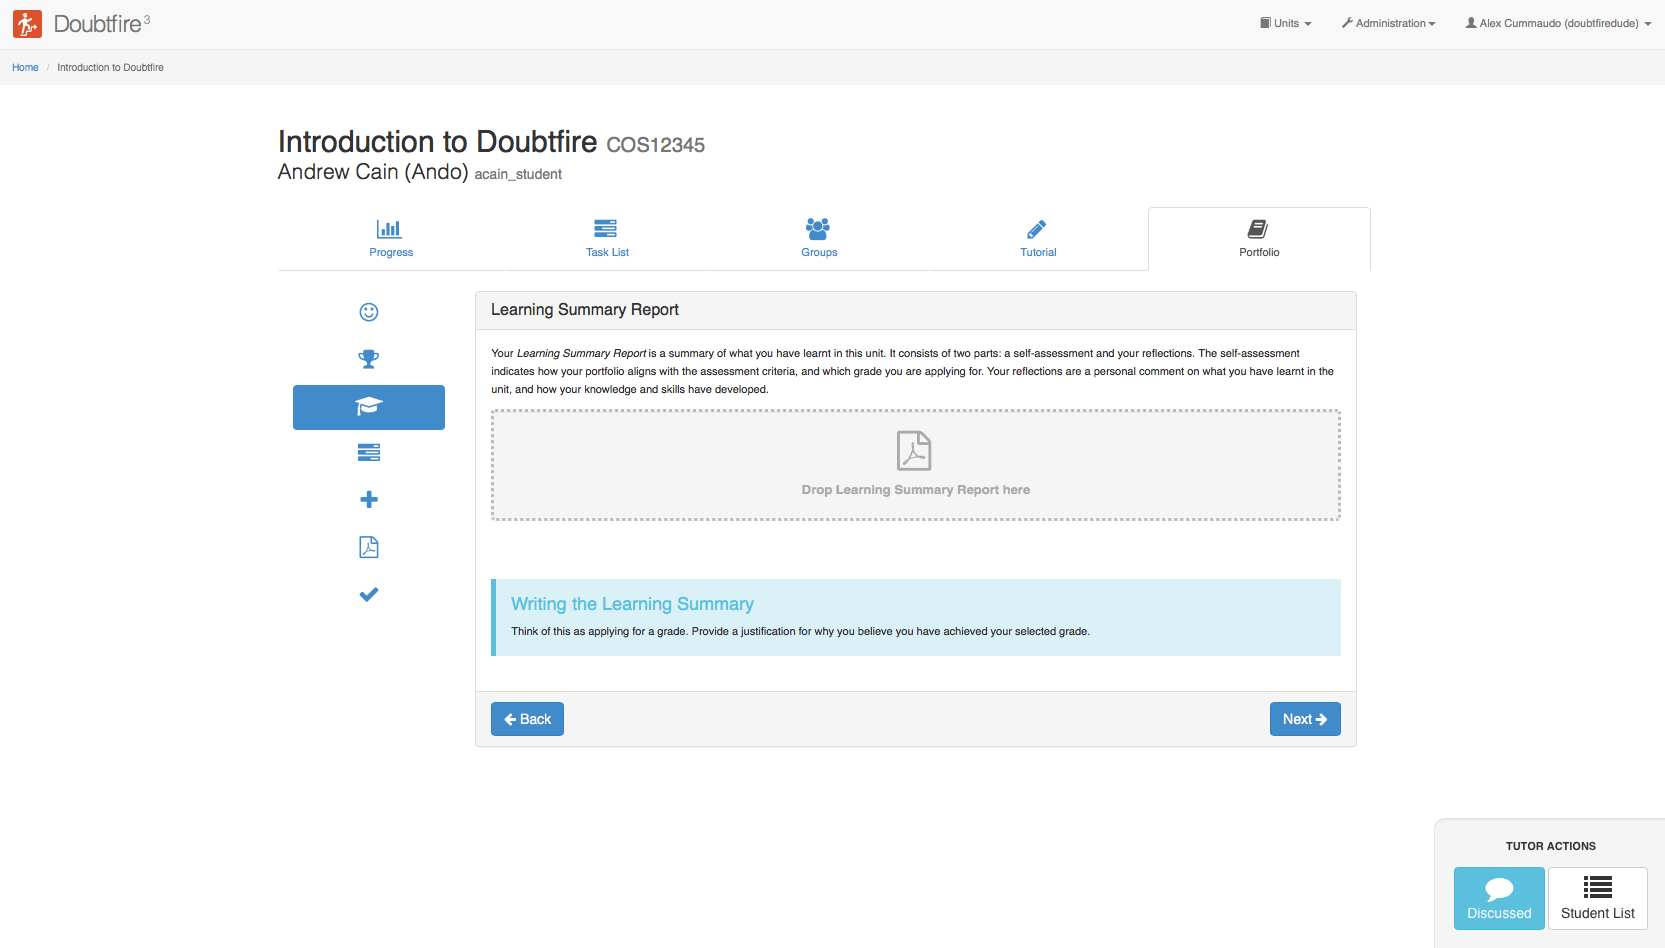 Doubtfire3
Units
Administration
Alex Cummaudo (doubtfiredude)
Home / Introduction to Doubtfire
Introduction to Doubtfire COS12345
Andrew Cain (Ando) acain_student
Progress
Task List
Groups
Tutorial
Portfolio
Learning Summary Report
Your Learning Summary Report is a summary of what you have learnt in this unit. It consists of two parts: a self-assessment and your reflections. The self-assessment
indicates how your portfolio aligns with the assessment criteria, and which grade you are applying for. Your reflections are a personal comment on what you have learnt in the
unit, and how your knowledge and skills have developed.
Drop Learning Summary Report here
Writing the Learning Summary
Think of this as applying for a grade. Provide a justification for why you believe you have achieved your selected grade.
Back
Next
TUTOR ACTIONS
Discussed
Student List